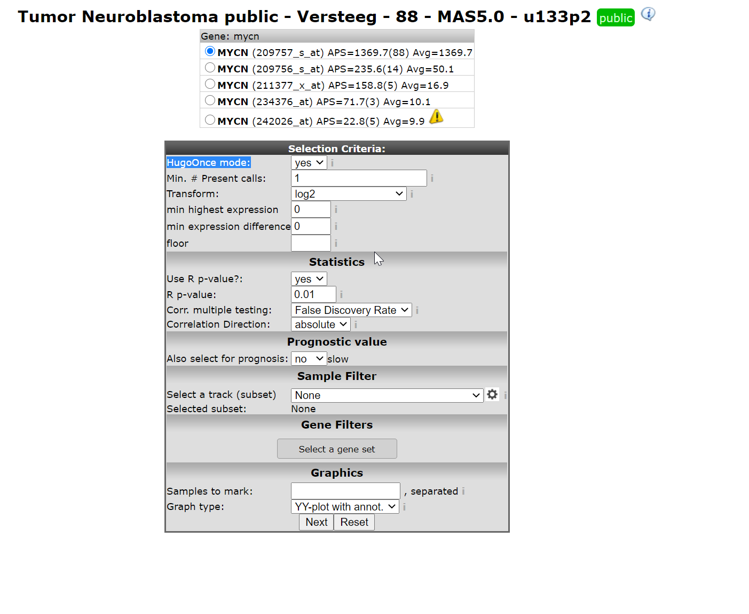 Tumor Neuroblastoma public - Versteeg - 88 - MAS5.0 - u133p2 public i
Gene: mycn
MYCN (209757_s_at) APS=1369.7(88) Avg=1369.7
MYCN (209756_s_at) APS=235.6(14) Avg=50.1
MYCN (211377_x_at) APS=158.8(5) Avg=16.9
MYCN (234376_at) APS=71.7(3) Avg=10.1
MYCN (242026_at) APS=22.8(5) Avg=9.9
Selection Criteria:
HugoOnce mode: yes i
Min. # Present calls: 1 i
Transform: log2 i
min highest expression 0 i
min expression difference 0 i
floor i
Statistics
Use R p-value?: yes
R p-value: 0.01 i
Corr. multiple testing: False Discovery Rate i
Correlation Direction: absolute i
Prognostic value
Also select for prognosis: no slow
Sample Filter
Select a track (subset) None i
Selected subset: None
Gene Filters
Select a gene set
Graphics
Samples to mark: , separated i
Graph type: YY-plot with annot. i
Next Reset